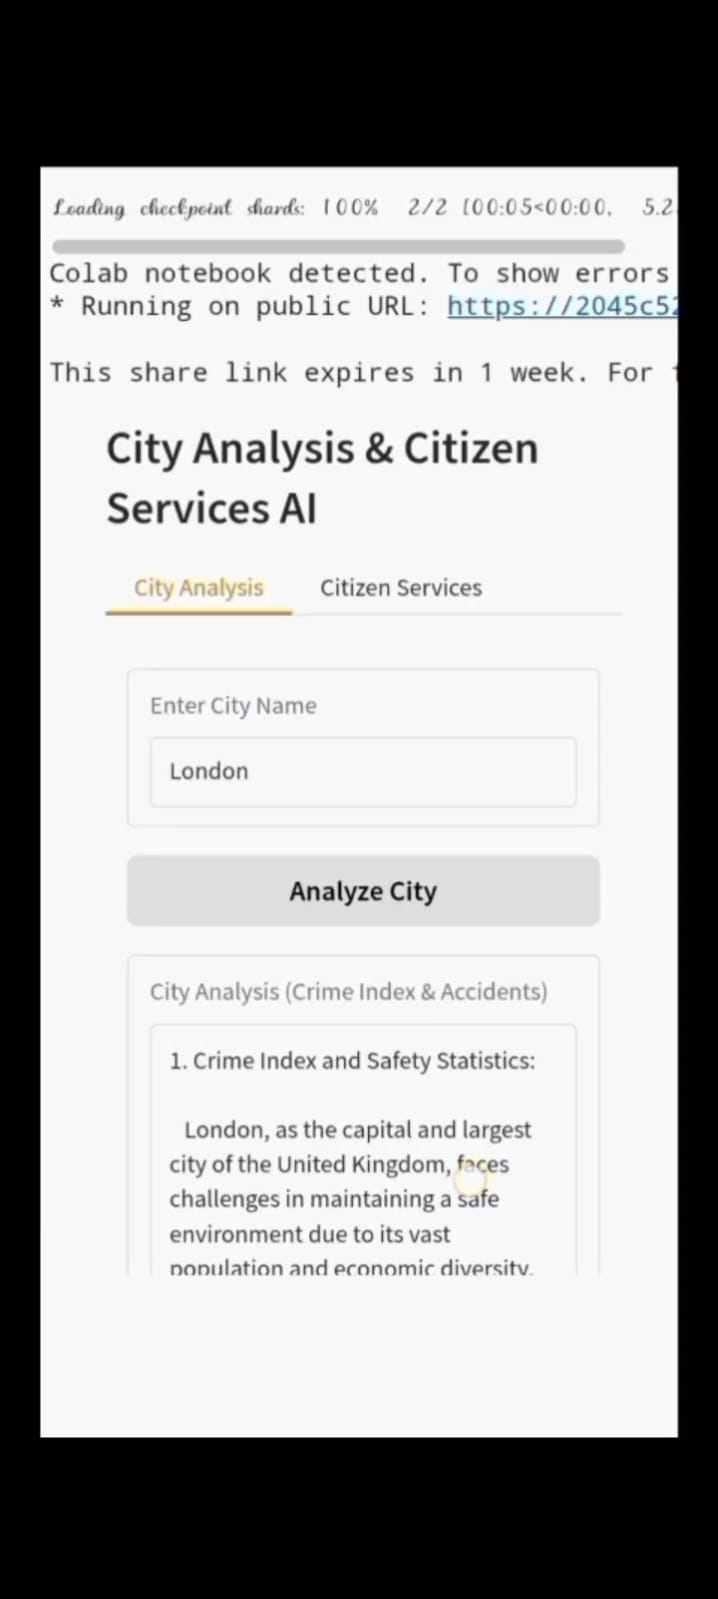 Loading checkpoint shards: 100% 2/2 [00:05<00:00, 5.2
Colab notebook detected. To show errors
* Running on public URL: https://2045c52
This share link expires in 1 week. For
City Analysis & Citizen
Services AI
City Analysis Citizen Services
Enter City Name
London
Analyze City
City Analysis (Crime Index & Accidents)
1. Crime Index and Safety Statistics:
London, as the capital and largest
city of the United Kingdom, faces
challenges in maintaining a safe
environment due to its vast
population and economic diversity.